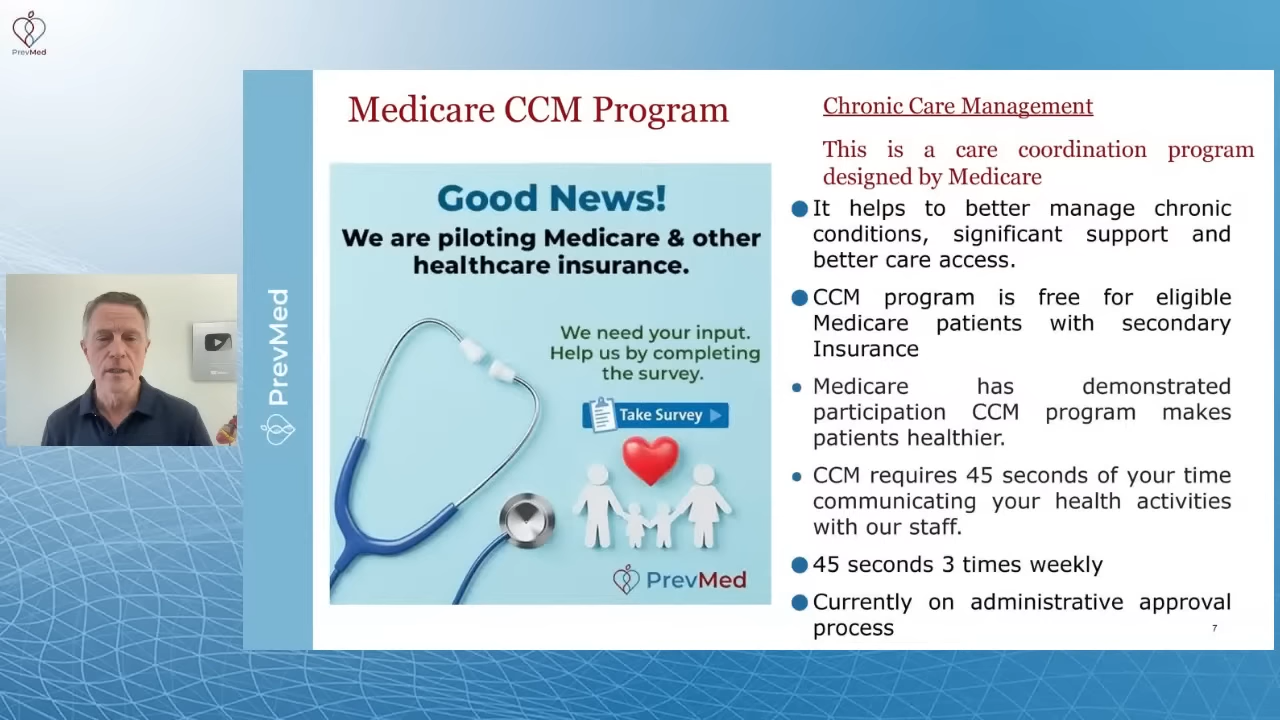 PrevMed
Medicare CCM Program
Good News!
We are piloting Medicare & other
healthcare insurance.
We need your input.
Help us by completing
the survey.
Take Survey
PrevMed
PrevMed
Chronic Care Management
This is a care coordination program
designed by Medicare
It helps to better manage chronic
conditions, significant support and
better care access.
CCM program is free for eligible
Medicare patients with secondary
Insurance
Medicare has demonstrated
participation CCM program makes
patients healthier.
CCM requires 45 seconds of your time
communicating your health activities
with our staff.
45 seconds 3 times weekly
Currently on administrative approval
process
7